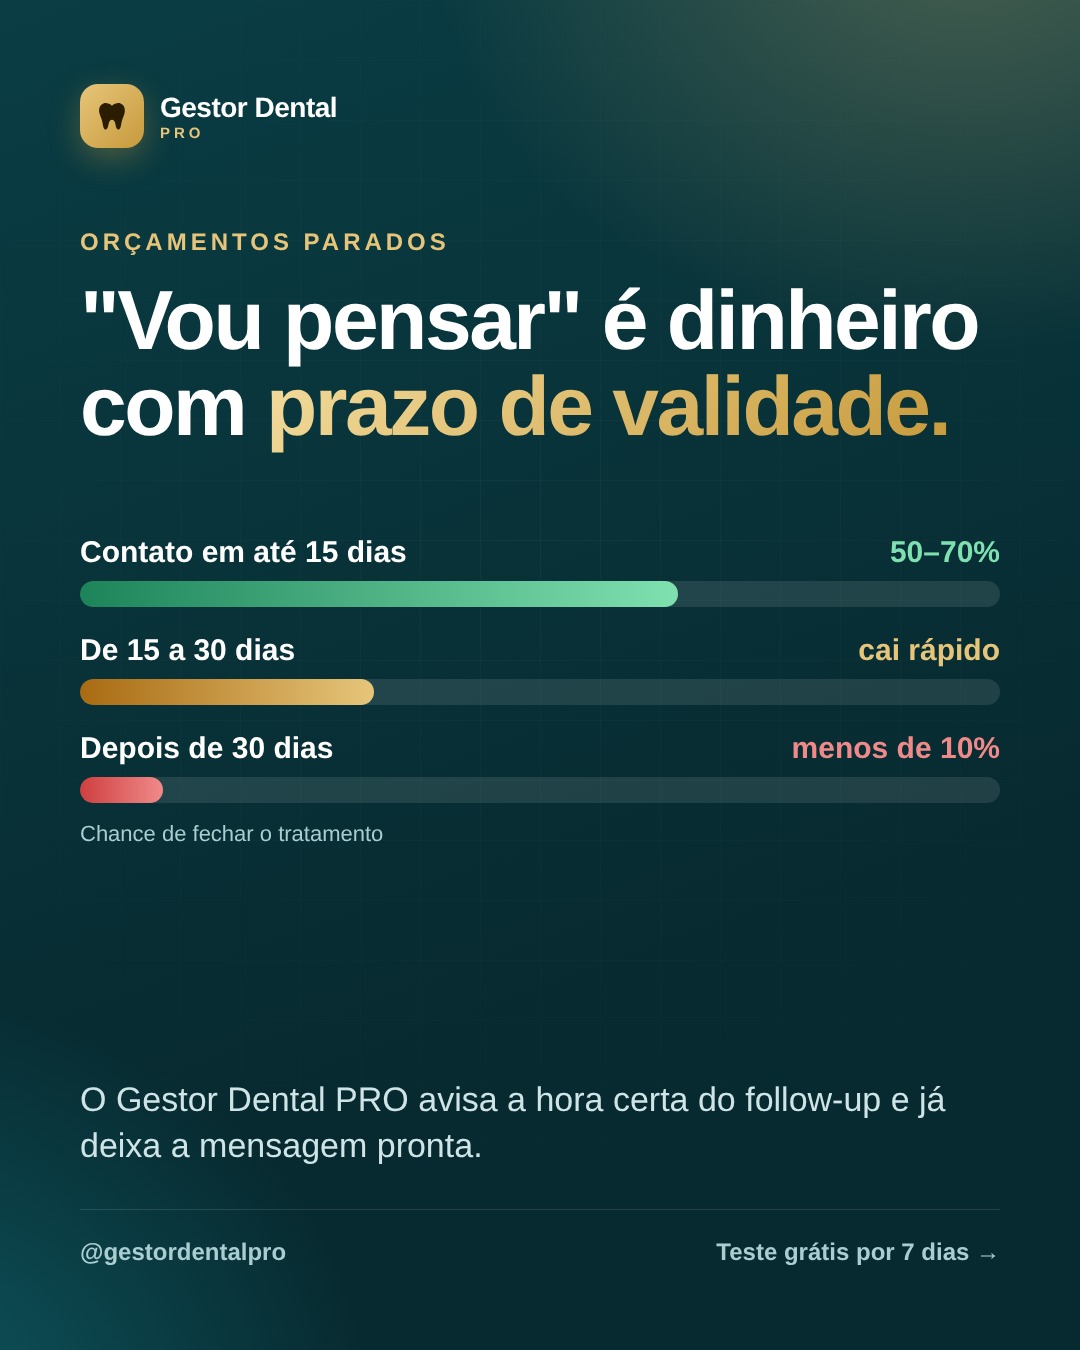 Gestor Dental
PRO
ORÇAMENTOS PARADOS
"Vou pensar" é dinheiro
com prazo de validade.
Contato em até 15 dias 50–70%
De 15 a 30 dias cai rápido
Depois de 30 dias menos de 10%
Chance de fechar o tratamento
O Gestor Dental PRO avisa a hora certa do follow-up e já
deixa a mensagem pronta.
@gestordentalpro Teste grátis por 7 dias →